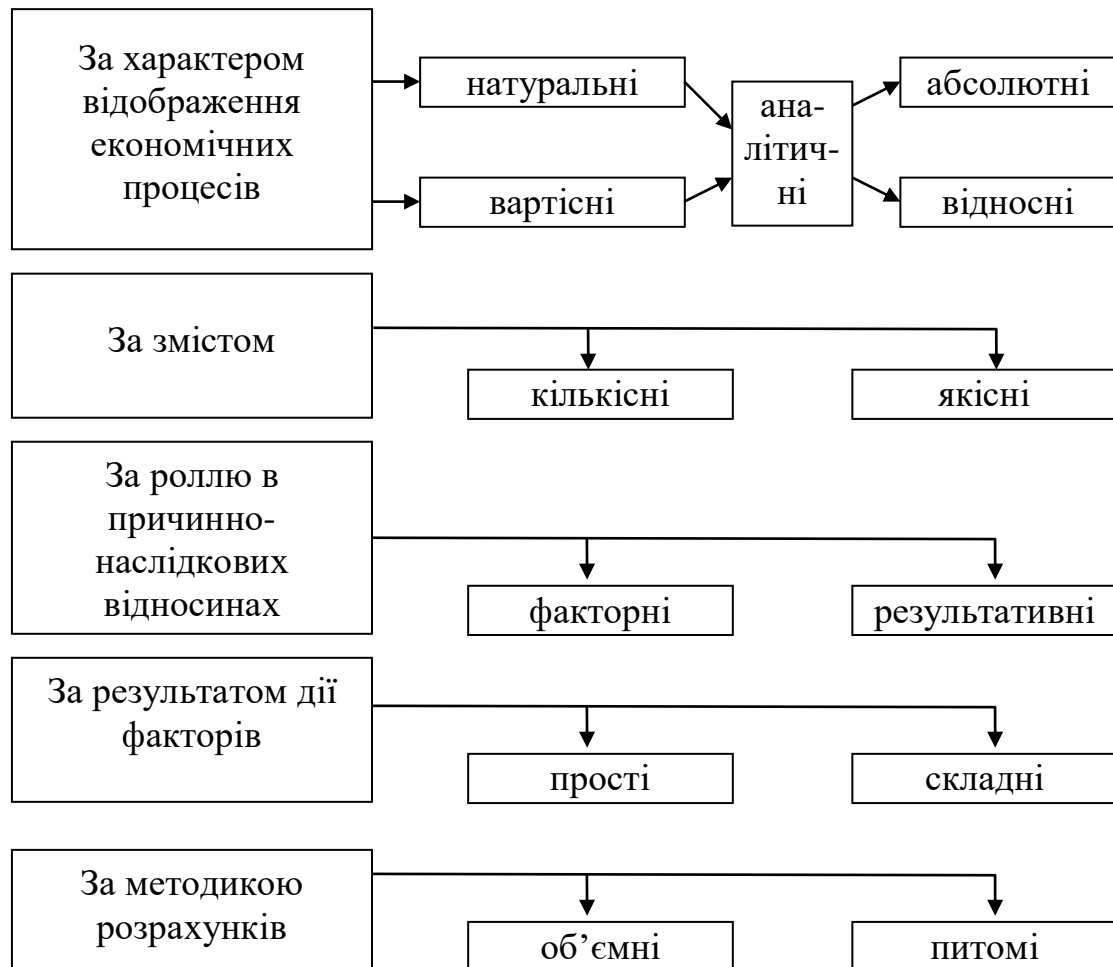 За характером
відображення
економічних
процесів
натуральні
вартісні
ана-
літич-
ні
абсолютні
відносні
За змістом
кількісні
якісні
За роллю в
причинно-
наслідкових
відносинах
факторні
результативні
За результатом дії
факторів
прості
складні
За методикою
розрахунків
об’ємні
питомі